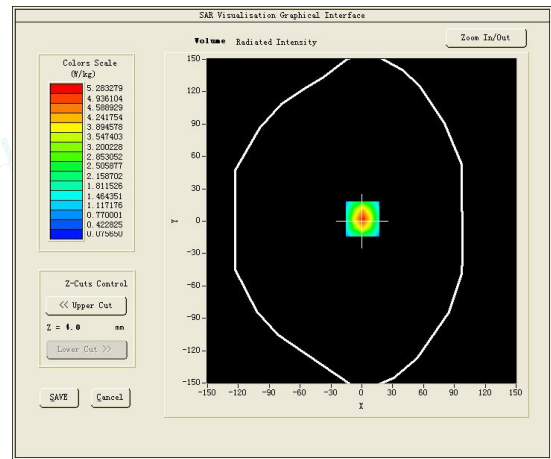 SAR Visualisation Graphical Interface
Volume Radiated Intensity
Zoom In/Out
Colors Scale
(W/kg)
5.283279
4.936104
4.588929
4.241754
3.894578
3.547403
3.200228
2.853052
2.505877
2.158702
1.811526
1.464351
1.117176
0.770001
0.422825
0.075650
Z-Cuts Control
<< Upper Cut
Z = 4.0 mm
Lower Cut >>
SAVE Cancel
150
120
90
60
30
0
-30
-60
-90
-120
-150
Y
-150 -120 -90 -60 -30 0 30 60 90 120 150
X